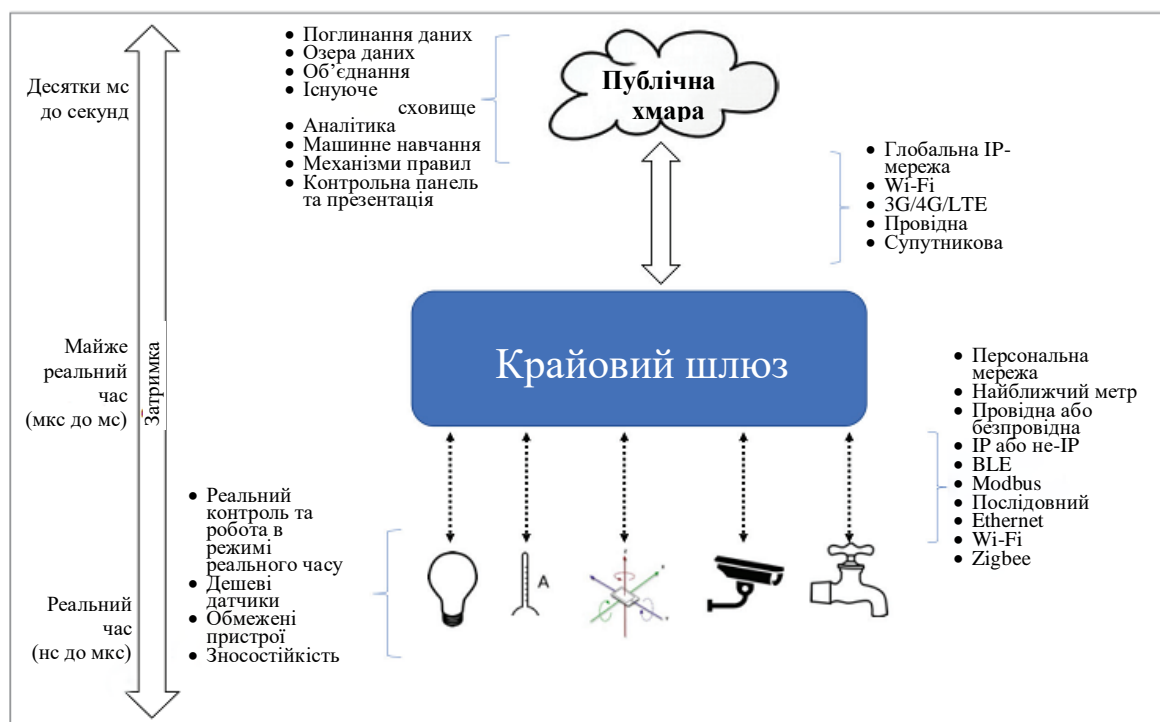 Десятки мс
до секунд
• Поглинання даних
• Озера даних
• Об’єднання
• Існуюче
сховище
• Аналітика
• Машинне навчання
• Механізми правил
• Контрольна панель
та презентація
Публічна
хмара
• Глобальна IP-
мережа
• Wi-Fi
• 3G/4G/LTE
• Провідна
• Супутникова
Майже
реальний
час
(мкс до мс)
Затримка
Крайовий шлюз
• Персональна
мережа
• Найближчий метр
• Провідна або
безпровідна
• IP або не-IP
• BLE
• Modbus
• Послідовний
• Ethernet
• Wi-Fi
• Zigbee
• Реальний
контроль та
робота в
режимі
реального часу
• Дешеві
датчики
• Обмежені
пристрої
• Зносостійкість
A
Реальний
час
(нс до мкс)